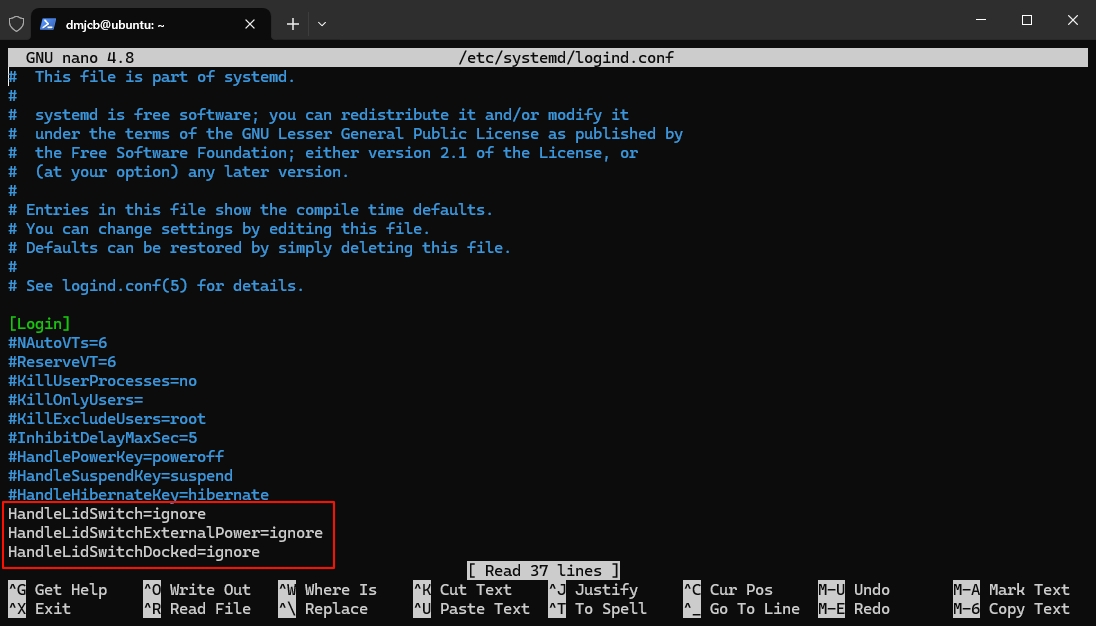 dmjcb@ubuntu: ~
GNU nano 4.8 /etc/systemd/logind.conf
#  This file is part of systemd.
#
#  systemd is free software; you can redistribute it and/or modify it
#  under the terms of the GNU Lesser General Public License as published by
#  the Free Software Foundation; either version 2.1 of the License, or
#  (at your option) any later version.
#
# Entries in this file show the compile time defaults.
# You can change settings by editing this file.
# Defaults can be restored by simply deleting this file.
#
# See logind.conf(5) for details.
[Login]
#NAutoVTs=6
#ReserveVT=6
#KillUserProcesses=no
#KillOnlyUsers=
#KillExcludeUsers=root
#InhibitDelayMaxSec=5
#HandlePowerKey=poweroff
#HandleSuspendKey=suspend
#HandleHibernateKey=hibernate
HandleLidSwitch=ignore
HandleLidSwitchExternalPower=ignore
HandleLidSwitchDocked=ignore
[ Read 37 lines ]
^G Get Help ^O Write Out ^W Where Is ^K Cut Text ^J Justify ^C Cur Pos M-U Undo M-A Mark Text
^X Exit ^R Read File ^\ Replace ^U Paste Text ^T To Spell ^_ Go To Line M-E Redo M-6 Copy Text